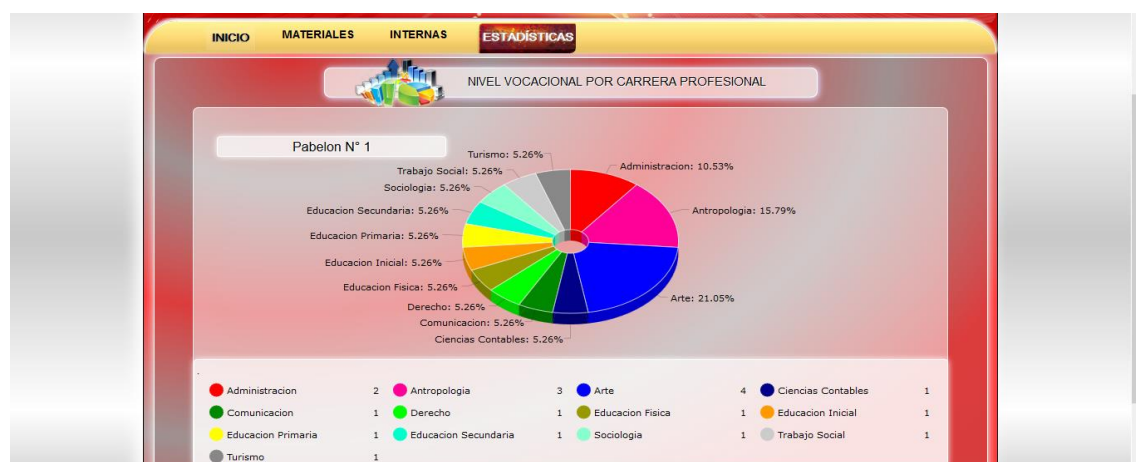 INICIO MATERIALES INTERNAS ESTADÍSTICAS
NIVEL VOCACIONAL POR CARRERA PROFESIONAL
Pabelon N° 1
Turismo: 5.26%
Administracion: 10.53%
Trabajo Social: 5.26%
Sociologia: 5.26%
Educacion Secundaria: 5.26%
Antropologia: 15.79%
Educacion Primaria: 5.26%
Educacion Inicial: 5.26%
Educacion Fisica: 5.26%
Arte: 21.05%
Derecho: 5.26%
Comunicacion: 5.26%
Ciencias Contables: 5.26%
Administracion 2 Antropologia 3 Arte 4 Ciencias Contables 1
Comunicacion 1 Derecho 1 Educacion Fisica 1 Educacion Inicial 1
Educacion Primaria 1 Educacion Secundaria 1 Sociologia 1 Trabajo Social 1
Turismo 1